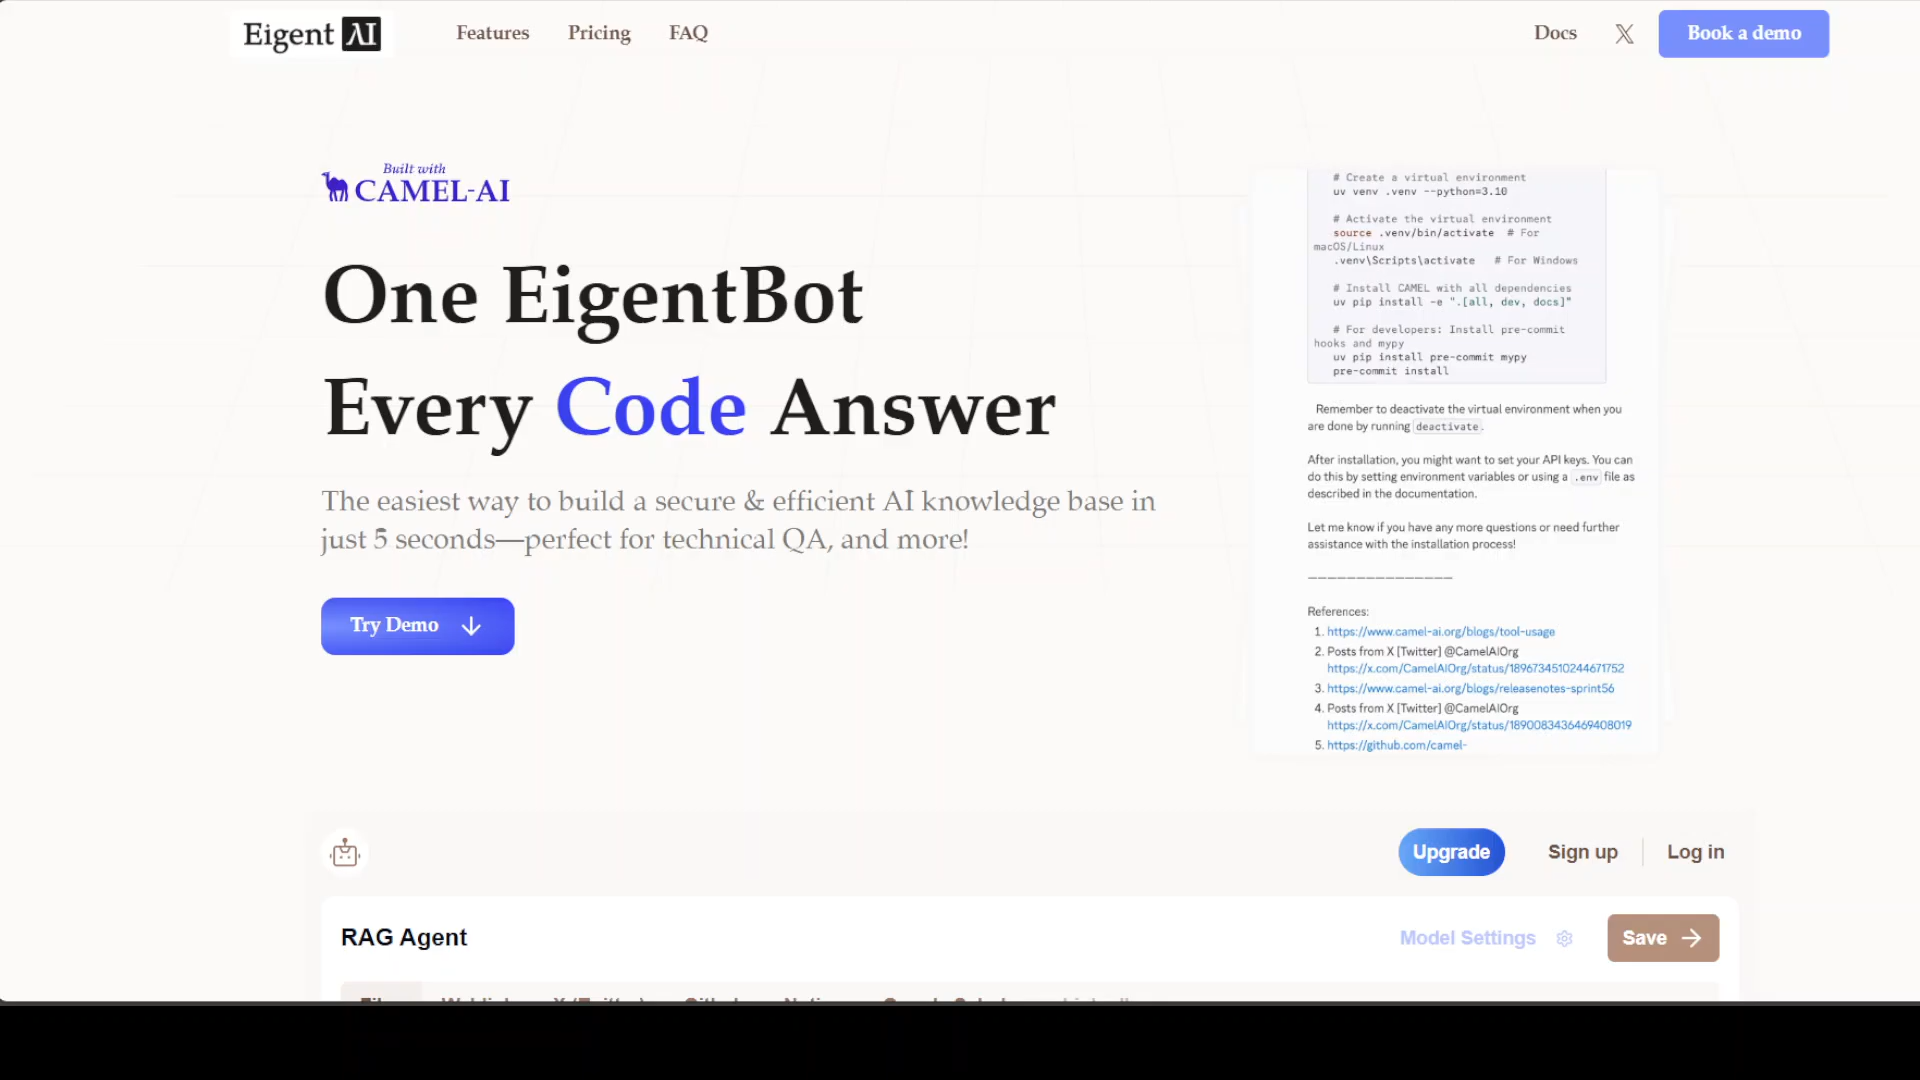 Eigent AI
Features Pricing FAQ
Docs X Book a demo
Built with
CAMEL-AI
One EigentBot
Every Code Answer
The easiest way to build a secure & efficient AI knowledge base in
just 5 seconds—perfect for technical QA, and more!
Try Demo
# Create a virtual environment
uv venv .venv --python=3.10
# Activate the virtual environment
source .venv/bin/activate # For
macOS/Linux
.venv\Scripts\activate # For Windows
# Install CAMEL with all dependencies
uv pip install -e ".[all, dev, docs]"
# For developers: Install pre-commit
hooks and mypy
uv pip install pre-commit mypy
pre-commit install
Remember to deactivate the virtual environment when you
are done by running deactivate.
After installation, you might want to set your API keys. You can
do this by setting environment variables or using a .env file as
described in the documentation.
Let me know if you have any more questions or need further
assistance with the installation process!
———————————————
References:
1. https://www.camel-ai.org/blogs/tool-usage
2. Posts from X [Twitter] @CamelAIOrg
https://x.com/CamelAIOrg/status/1896734510244671752
3. https://www.camel-ai.org/blogs/releasenotes-sprint56
4. Posts from X [Twitter] @CamelAIOrg
https://x.com/CamelAIOrg/status/1890083436469408019
5. https://github.com/camel-
Upgrade Sign up Log in
RAG Agent
Model Settings Save